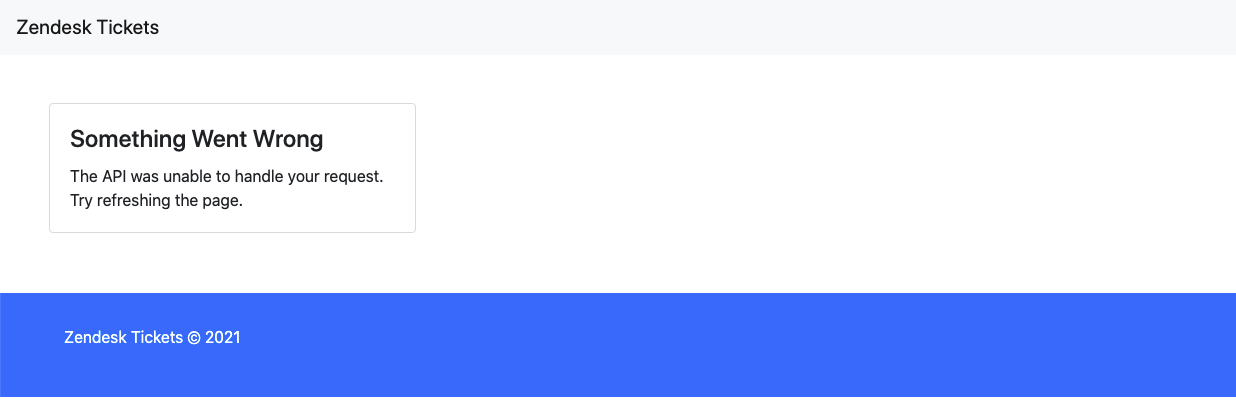 Zendesk Tickets
Something Went Wrong
The API was unable to handle your request.
Try refreshing the page.
Zendesk Tickets © 2021